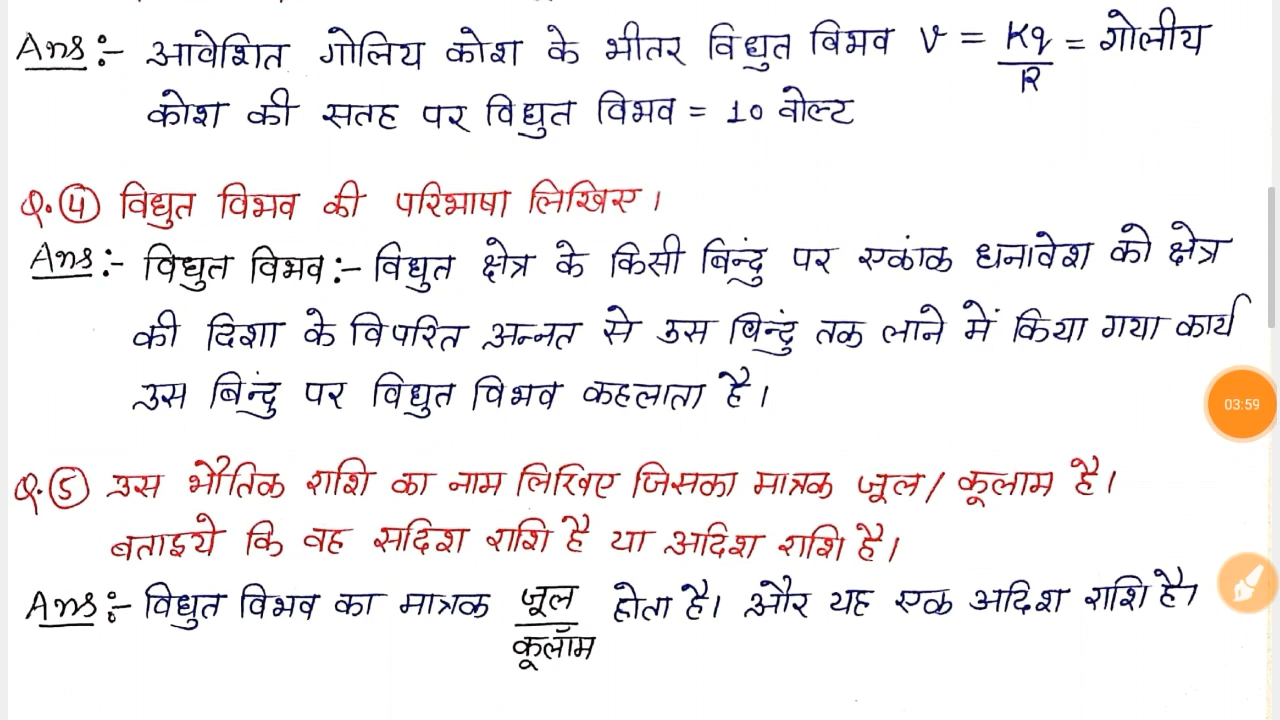 Ans:- आवेशित गोलिय कोश के भीतर विधुत विभव V = Kq/R = गोलीय
कोश की सतह पर विधुत विभव = 10 वोल्ट
Q.④ विधुत विभव की परिभाषा लिखिए।
Ans:- विधुत विभव:- विधुत क्षेत्र के किसी बिन्दुं पर एकांक धनावेश को क्षेत्र
की दिशा के विपरित अन्नत से उस बिन्दुं तक लाने में किया गया कार्य
उस बिन्दुं पर विधुत विभव कहलाता है।
03:59
Q.⑤ उस भौतिक राशि का नाम लिखिए जिसका मात्रक जूल/कूलाम है।
बताइये कि वह सदिश राशि है या अदिश राशि है।
Ans:- विधुत विभव का मात्रक जूल/कूलॉम होता है। और यह एक अदिश राशि है।